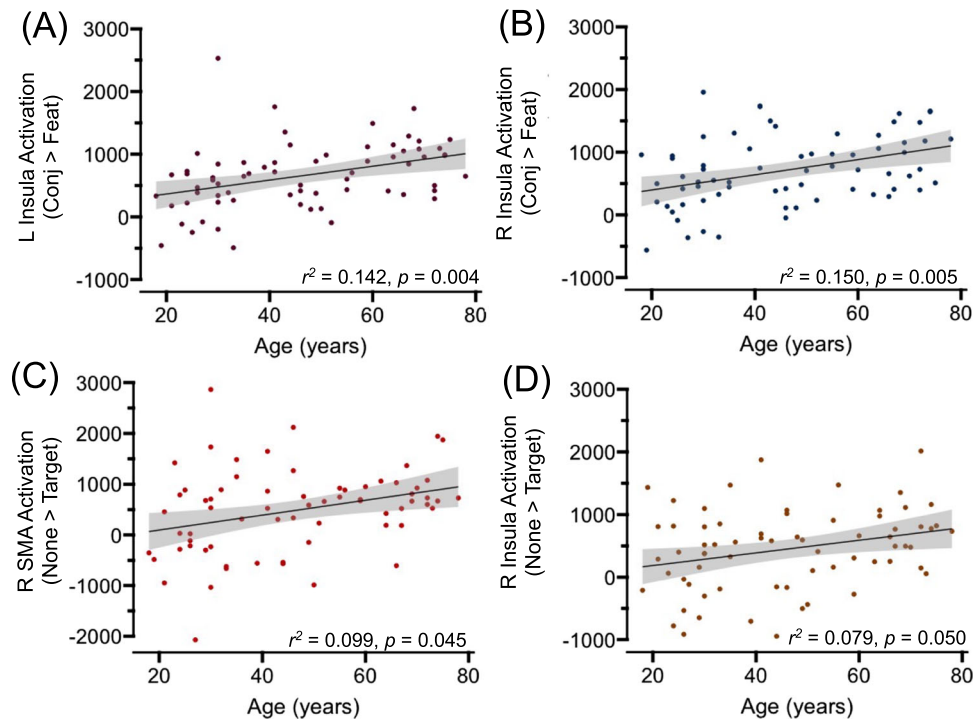 (A)
L Insula Activation
(Conj > Feat)
3000
2000
1000
0
-1000
r² = 0.142, p = 0.004
20
40
60
80
Age (years)
(B)
R Insula Activation
(Conj > Feat)
3000
2000
1000
0
-1000
r² = 0.150, p = 0.005
20
40
60
80
Age (years)
(C)
R SMA Activation
(None > Target)
3000
2000
1000
0
-1000
-2000
r² = 0.099, p = 0.045
20
40
60
80
Age (years)
(D)
R Insula Activation
(None > Target)
3000
2000
1000
0
-1000
r² = 0.079, p = 0.050
20
40
60
80
Age (years)